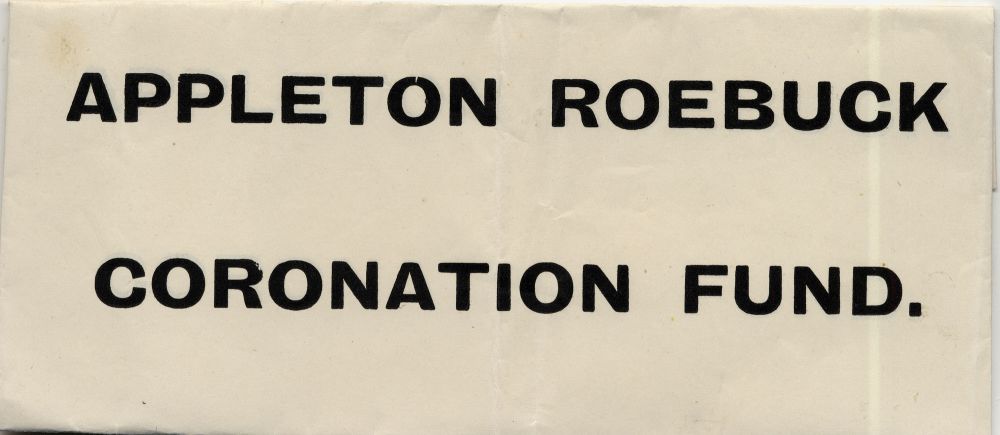 APPLETON ROEBUCK
CORONATION FUND.